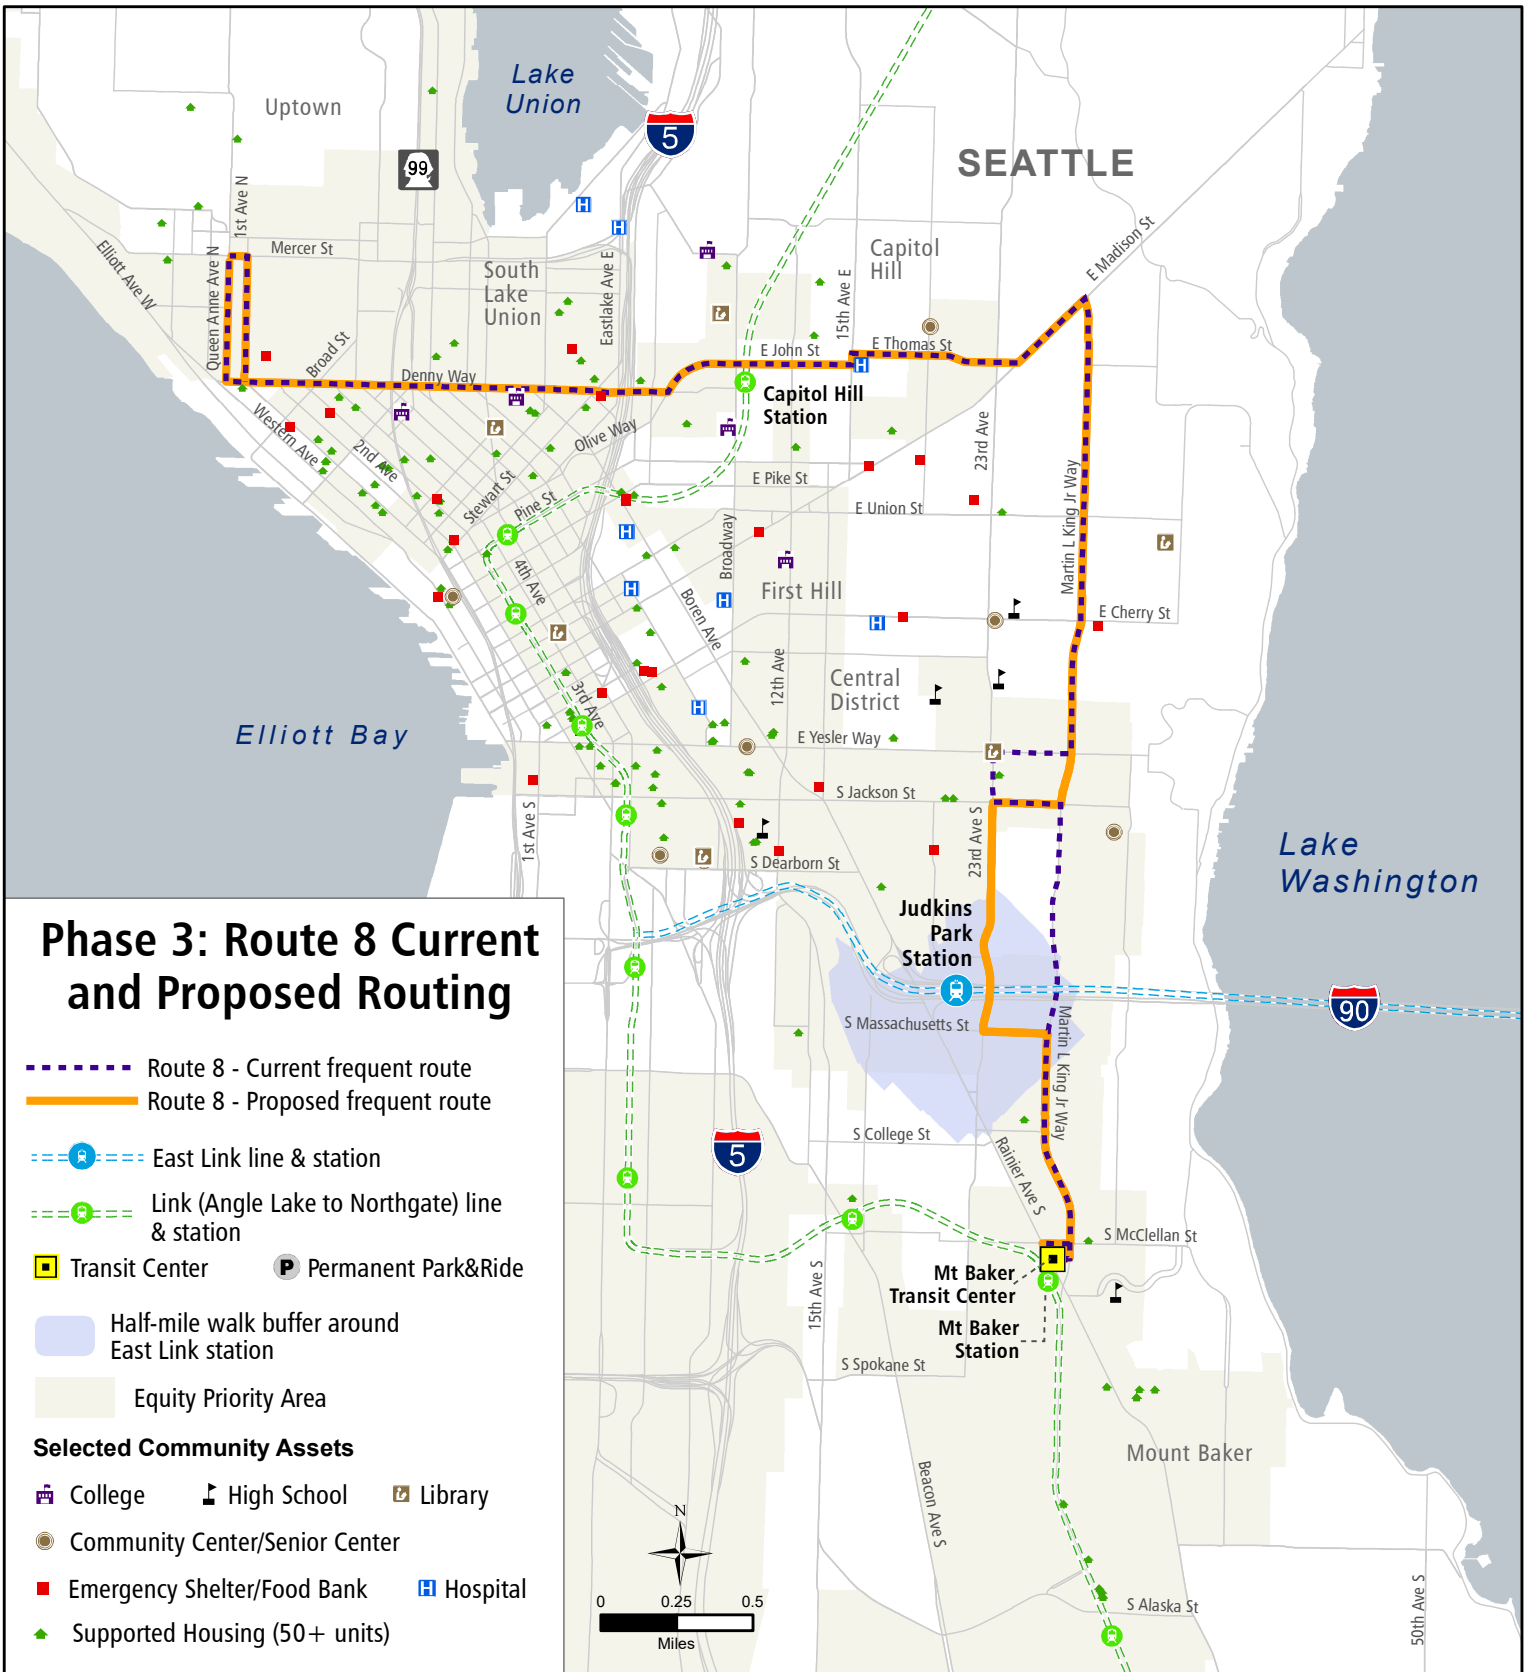 Lake
Union
Uptown
5
99
SEATTLE
1st Ave N
Mercer St
Elliott Ave W
Queen Anne Ave N
South
Lake
Union
Eastlake Ave E
Capitol
Hill
15th Ave E
E Madison St
Broad St
Denny Way
E John St
E Thomas St
Capitol Hill
Station
Western Ave
2nd Ave
Olive Way
23rd Ave
Stewart St
Pine St
E Pike St
E Union St
Martin L King Jr Way
4th Ave
Broadway
First Hill
Boren Ave
E Cherry St
12th Ave
Central
District
3rd Ave
Elliott Bay
E Yesler Way
S Jackson St
1st Ave S
23rd Ave S
S Dearborn St
Lake
Washington
Judkins
Park
Station
90
S Massachusetts St
Martin L King Jr Way
S College St
5
Rainier Ave S
S McClellan St
Mt Baker
Transit Center
Mt Baker
Station
15th Ave S
S Spokane St
Mount Baker
Beacon Ave S
S Alaska St
50th Ave S
Phase 3: Route 8 Current
and Proposed Routing
Route 8 - Current frequent route
Route 8 - Proposed frequent route
East Link line & station
Link (Angle Lake to Northgate) line
& station
Transit Center
P Permanent Park&Ride
Half-mile walk buffer around
East Link station
Equity Priority Area
Selected Community Assets
College
High School
Library
Community Center/Senior Center
Emergency Shelter/Food Bank
H Hospital
Supported Housing (50+ units)
N
0 0.25 0.5
Miles